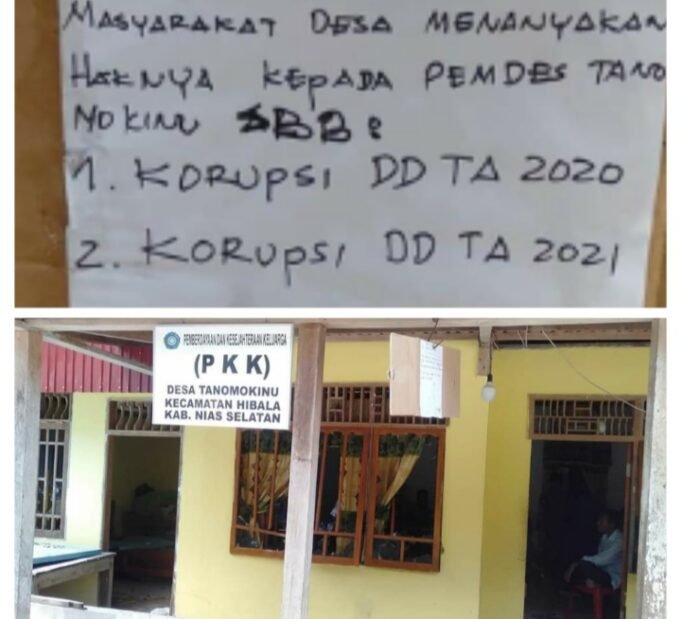 MASYARAKAT DESA MENANYAKAN
HAKNYA KEPADA PEMDES TANO
MOKINU SBB:
1. KORUPSI DD TA 2020
2. KORUPSI DD TA 2021
PEMBERDAYAAN DAN KESEJAHTERAAN KELUARGA
(PKK)
DESA TANOMOKINU
KECAMATAN HIBALA
KAB. NIAS SELATAN